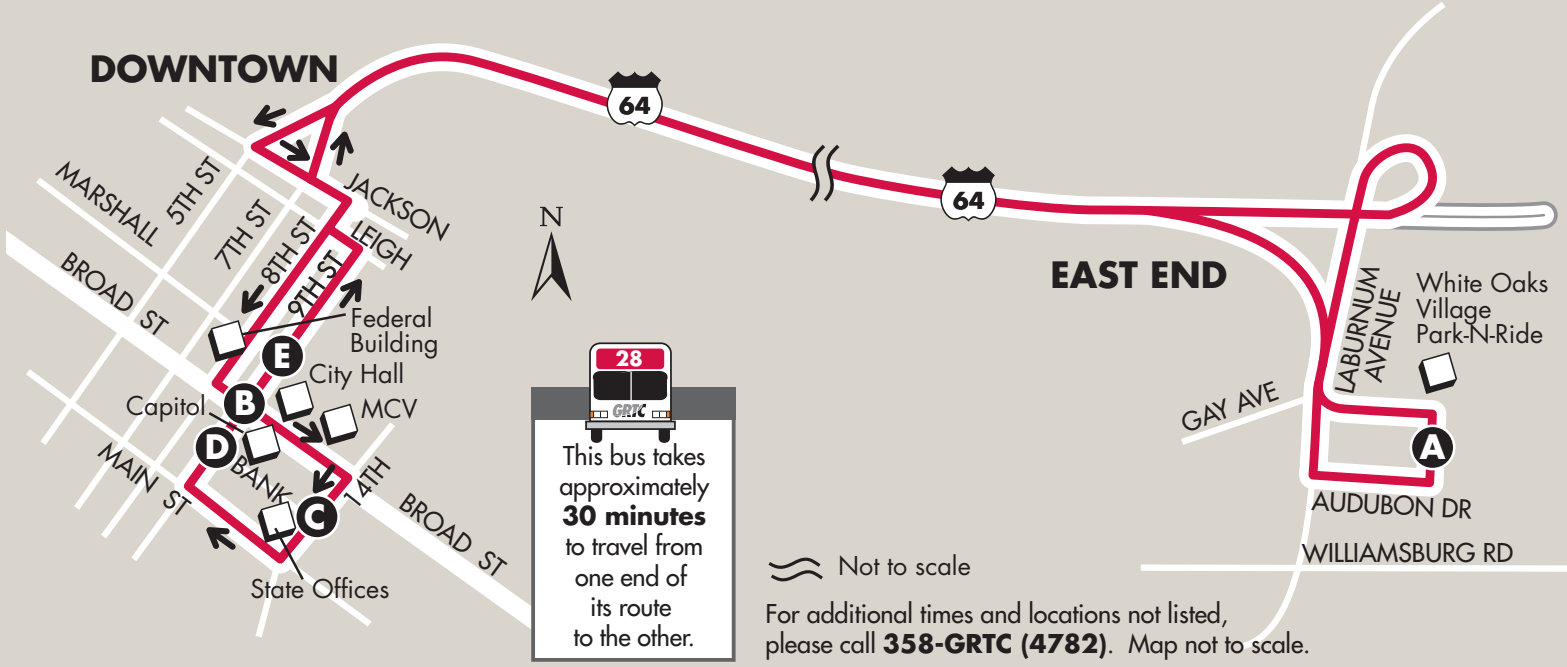 DOWNTOWN
64
64
MARSHALL
5TH ST
7TH ST
8TH ST
9TH ST
JACKSON
LEIGH
BROAD ST
Federal
Building
E
City Hall
B
MCV
Capitol
D
BANK
MAIN ST
C
14TH
BROAD ST
State Offices
N
28
GRTC
This bus takes
approximately
30 minutes
to travel from
one end of
its route
to the other.
EAST END
LABURNUM
AVENUE
White Oaks
Village
Park-N-Ride
GAY AVE
A
AUDUBON DR
WILLIAMSBURG RD
Not to scale
For additional times and locations not listed,
please call 358-GRTC (4782). Map not to scale.